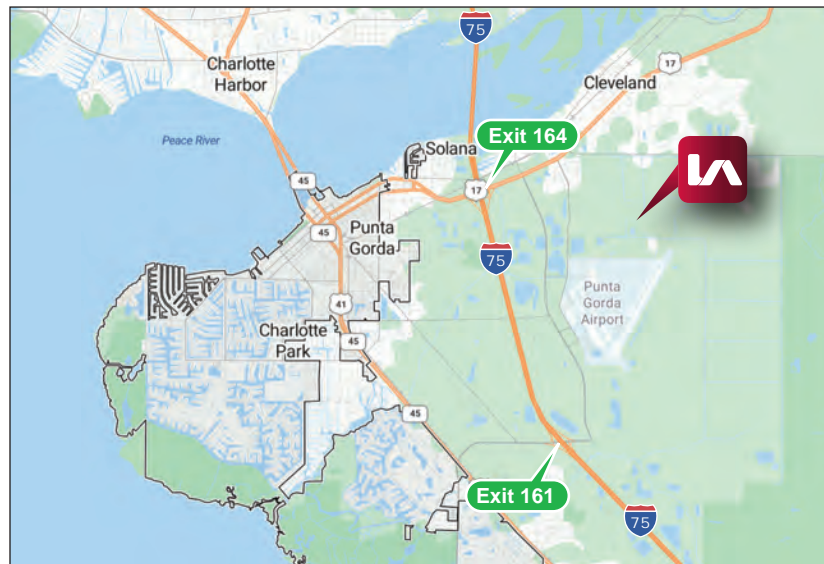 75
17
Charlotte
Harbor
Cleveland
Peace River
Exit 164
Solana
45
17
45
Punta
Gorda
75
Punta
Gorda
Airport
41
Charlotte
Park
45
45
Exit 161
75